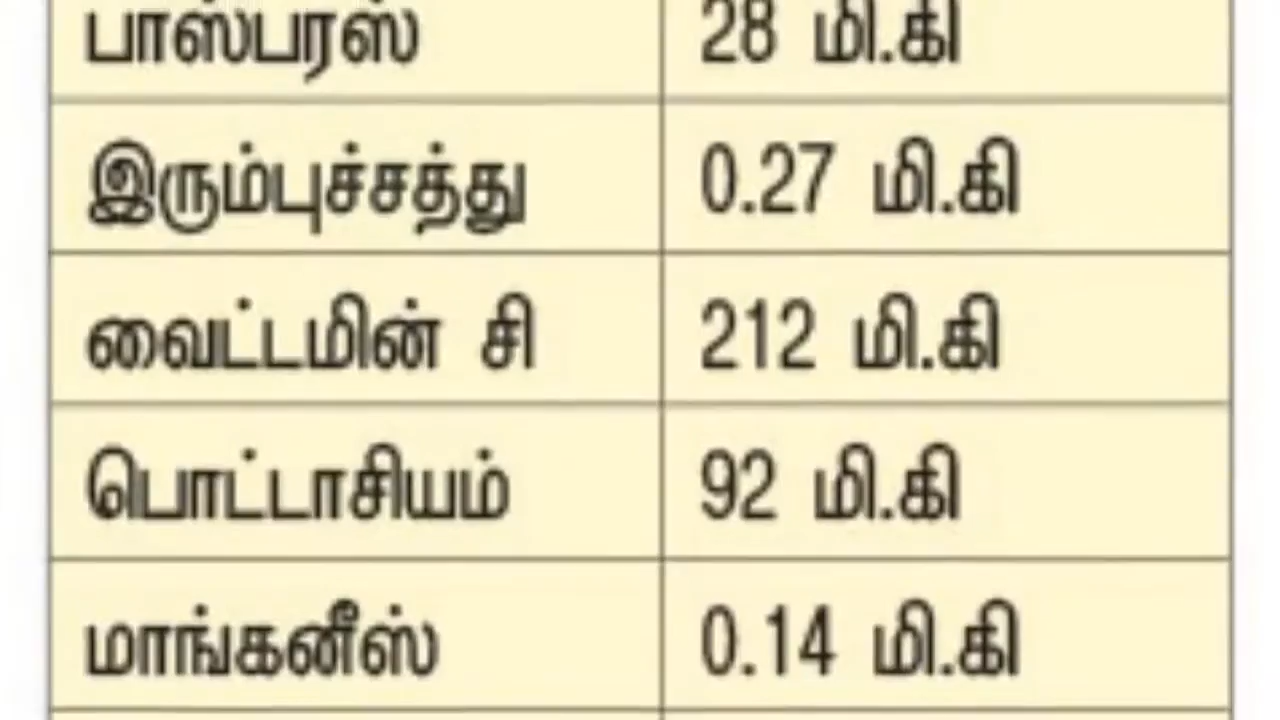 பாஸ்பரஸ் 28 மி.கி
இரும்புச்சத்து 0.27 மி.கி
வைட்டமின் சி 212 மி.கி
பொட்டாசியம் 92 மி.கி
மாங்கனீஸ் 0.14 மி.கி